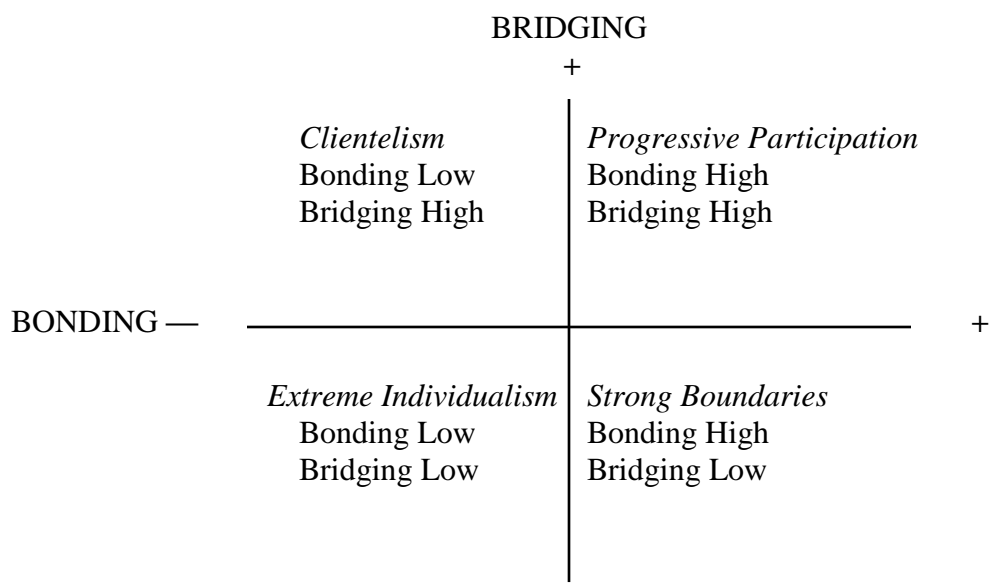 BRIDGING
+
Clientelism
Bonding Low
Bridging High
Progressive Participation
Bonding High
Bridging High
BONDING —
+
Extreme Individualism
Bonding Low
Bridging Low
Strong Boundaries
Bonding High
Bridging Low